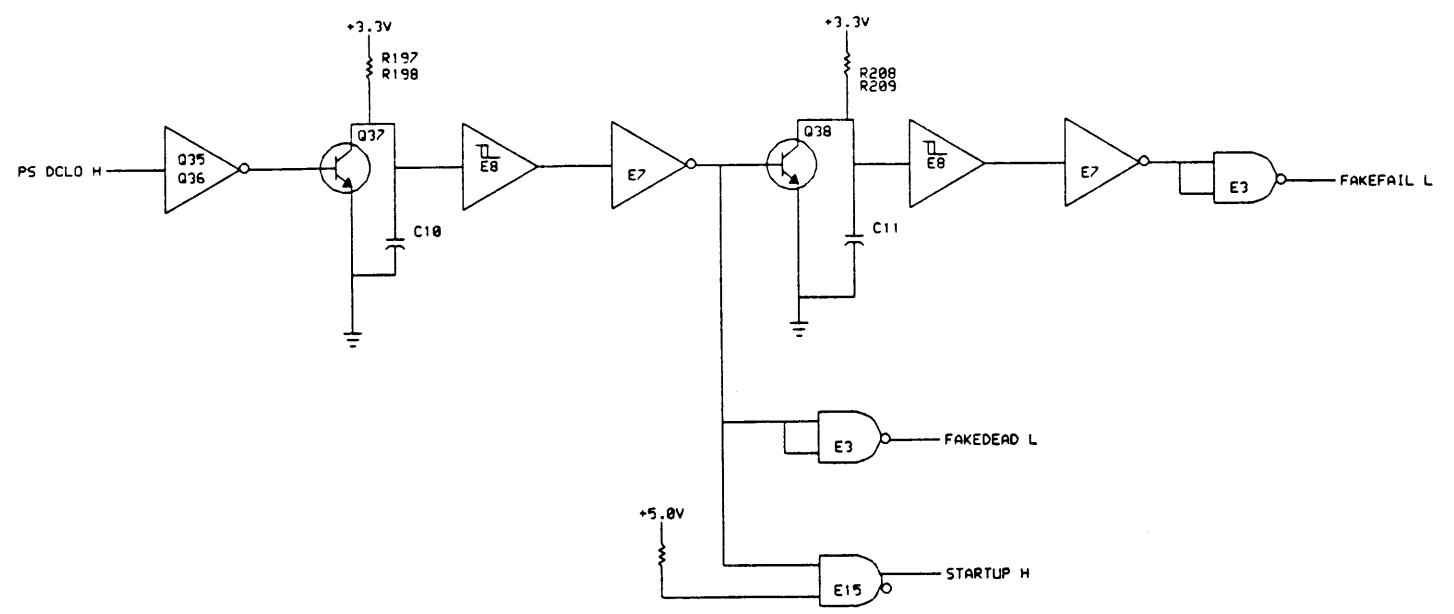 +3.3V
R197
R198
+3.3V
R208
R209
PS DCLO H
Q35
Q36
Q37
E8
E7
Q38
E8
E7
E3
FAKEFAIL L
C10
C11
E3
FAKEDEAD L
+5.0V
E15
STARTUP H